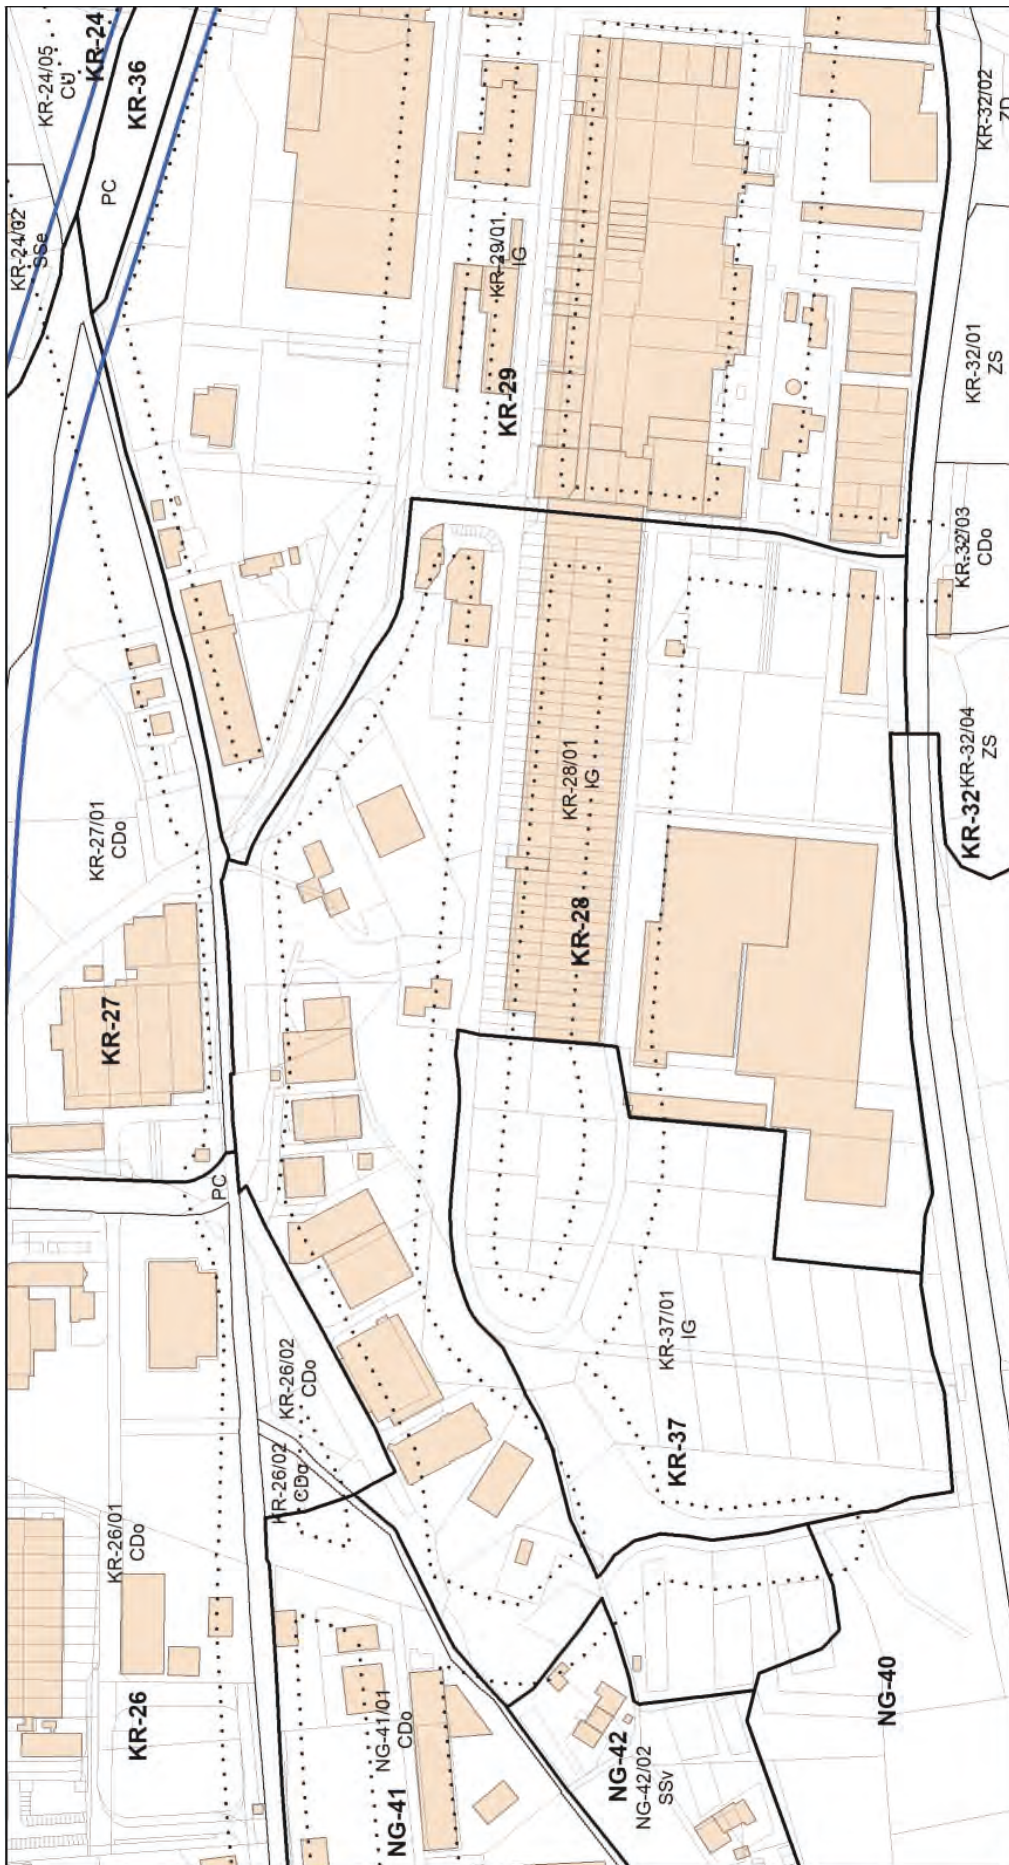 KR-24/05
CU
KR-24
KR-36
PC
KR-24/02
SSe
KR-32/02
KR-29/01
IG
KR-29
KR-32/01
ZS
KR-32/03
CDo
KR-27/01
CDo
KR-28/01
IG
KR-32/04
ZS
KR-32
KR-28
KR-27
PC
KR-37/01
IG
KR-26/02
CDo
KR-26/02
CDo
KR-37
KR-26/01
CDo
KR-26
NG-41/01
CDo
NG-41
NG-42
NG-42/02
SSv
NG-40